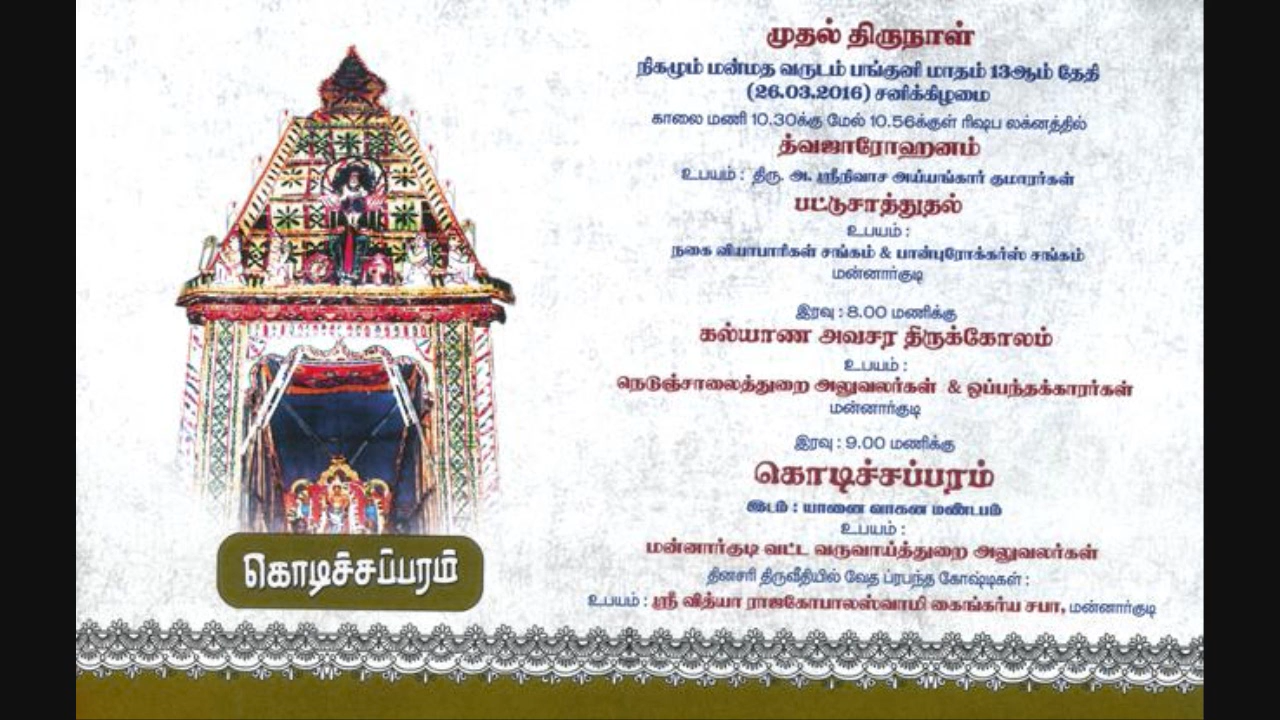 முதல் திருநாள்
நிகழும் மன்மத வருடம் பங்குனி மாதம் 13ஆம் தேதி
(26.03.2016) சனிக்கிழமை
காலை மணி 10.30க்கு மேல் 10.56க்குள் ரிஷப லக்னத்தில்
த்வஜாரோஹனம்
உபயம் : திரு. அ. ஸ்ரீநிவாச அய்யங்கார் குமாரர்கள்
பட்டுசாத்துதல்
உபயம் :
நகை வியாபாரிகள் சங்கம் & பான்புரோக்கர்ஸ் சங்கம்
மன்னார்குடி
இரவு : 8.00 மணிக்கு
கல்யாண அவசர திருக்கோலம்
உபயம் :
நெடுஞ்சாலைத்துறை அலுவலர்கள் & ஒப்பந்தக்காரர்கள்
மன்னார்குடி
இரவு : 9.00 மணிக்கு
கொடிச்சப்பரம்
இடம் : யானை வாகன மண்டபம்
உபயம் :
மன்னார்குடி வட்ட வருவாய்த்துறை அலுவலர்கள்
தினசரி திருவீதியில் வேத ப்ரபந்த கோஷ்டிகள் :
உபயம் : ஸ்ரீ வித்யா ராஜகோபாலஸ்வாமி கைங்கர்ய சபா, மன்னார்குடி
கொடிச்சப்பரம்